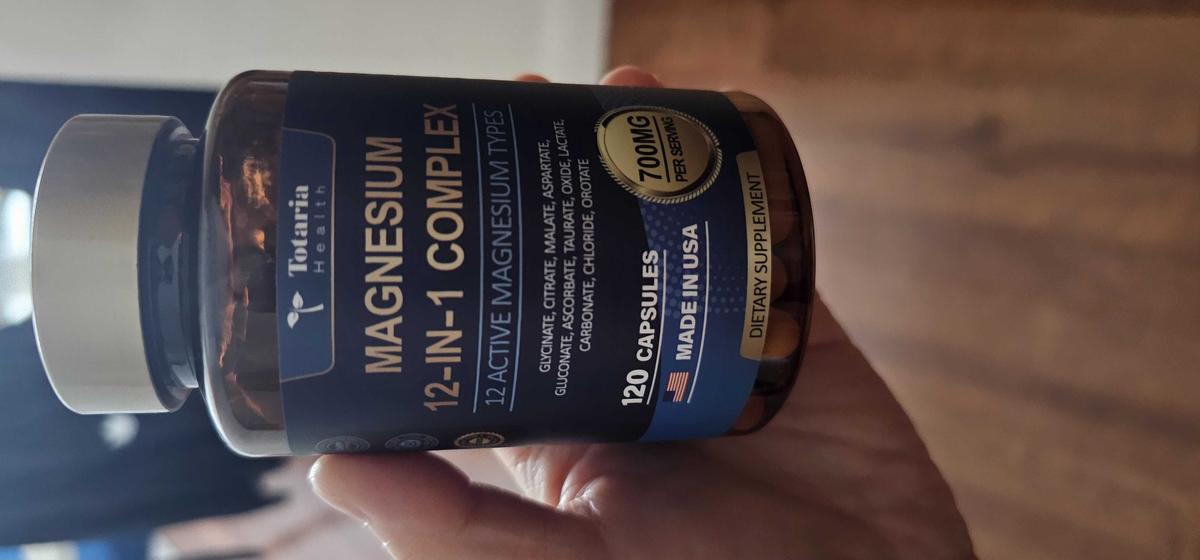 Totaria
Health
MAGNESIUM
12-IN-1 COMPLEX
12 ACTIVE MAGNESIUM TYPES
GLYCINATE, CITRATE, MALATE, ASPARTATE,
GLUCONATE, ASCORBATE, TAURATE, OXIDE, LACTATE,
CARBONATE, CHLORIDE, OROTATE
700MG
PER SERVING
120 CAPSULES
MADE IN USA
DIETARY SUPPLEMENT